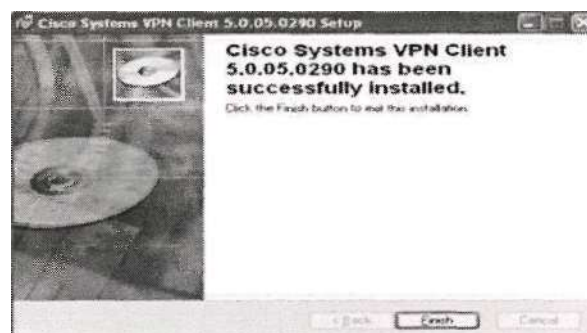 Cisco Systems VPN Client 5.0.05.0290 Setup
Cisco Systems VPN Client
5.0.05.0290 has been
successfully installed.
Click the Finish button to exit this installation.
< Back
Finish
Cancel